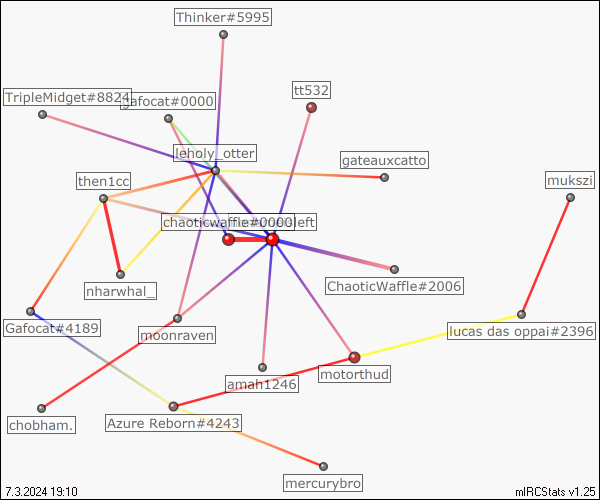 Thinker#5995
TripleMidget#8824
gafocat#0000
tt532
leholy_otter
gateauxcatto
then1cc
mukszi
chaoticwaffle#0000
ChaoticWaffle#2006
nharwhal_
Gafocat#4189
moonraven
lucas das oppai#2396
amah1246
motorthud
chobham.
Azure Reborn#4243
mercurybro
7.3.2024 19:10
mIRCStats v1.25